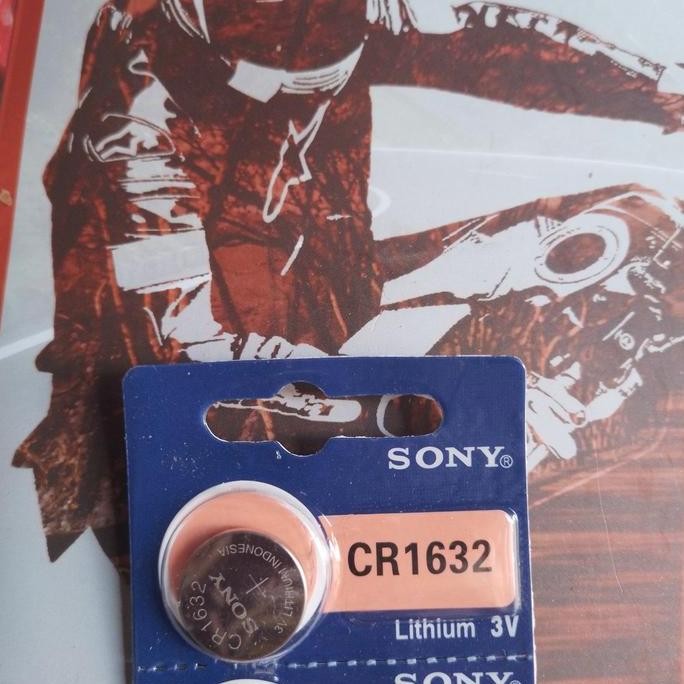 SONY®
CR1632
Lithium 3V
CR1632
SONY
3V LITHIUM INDONESIA
+
SONY®